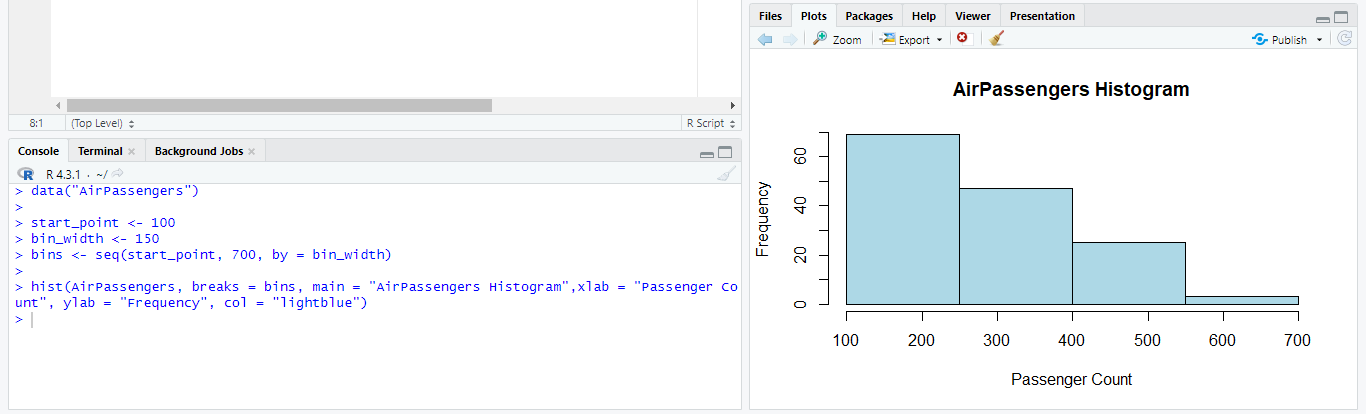 8:1 (Top Level) R Script
Console Terminal Background Jobs
R 4.3.1 · ~/
> data("AirPassengers")
>
> start_point <- 100
> bin_width <- 150
> bins <- seq(start_point, 700, by = bin_width)
>
> hist(AirPassengers, breaks = bins, main = "AirPassengers Histogram",xlab = "Passenger Co
unt", ylab = "Frequency", col = "lightblue")
>
Files Plots Packages Help Viewer Presentation
Zoom Export Publish
AirPassengers Histogram
Frequency
60
40
20
0
100 200 300 400 500 600 700
Passenger Count